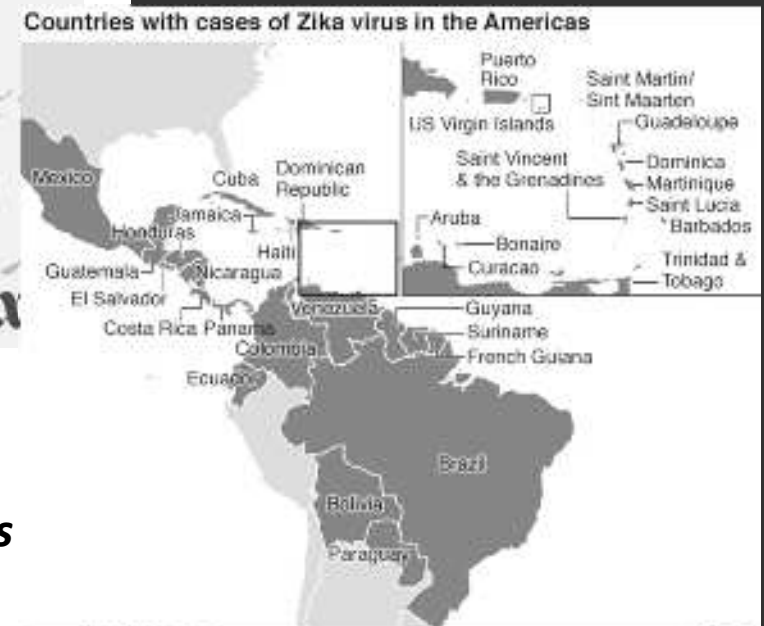 Countries with cases of Zika virus in the Americas
Puerto
Rico
US Virgin Islands
Saint Martin/
Sint Maarten
Guadeloupe
Saint Vincent
& the Grenadines
Dominica
Martinique
Saint Lucia
Barbados
Aruba
Bonaire
Curacao
Trinidad &
Tobago
Mexico
Cuba
Dominican
Republic
Jamaica
Honduras
Haiti
Guatemala
Nicaragua
El Salvador
Costa Rica
Panama
Venezuela
Guyana
Suriname
French Guiana
Colombia
Ecuador
Brazil
Bolivia
Paraguay
s